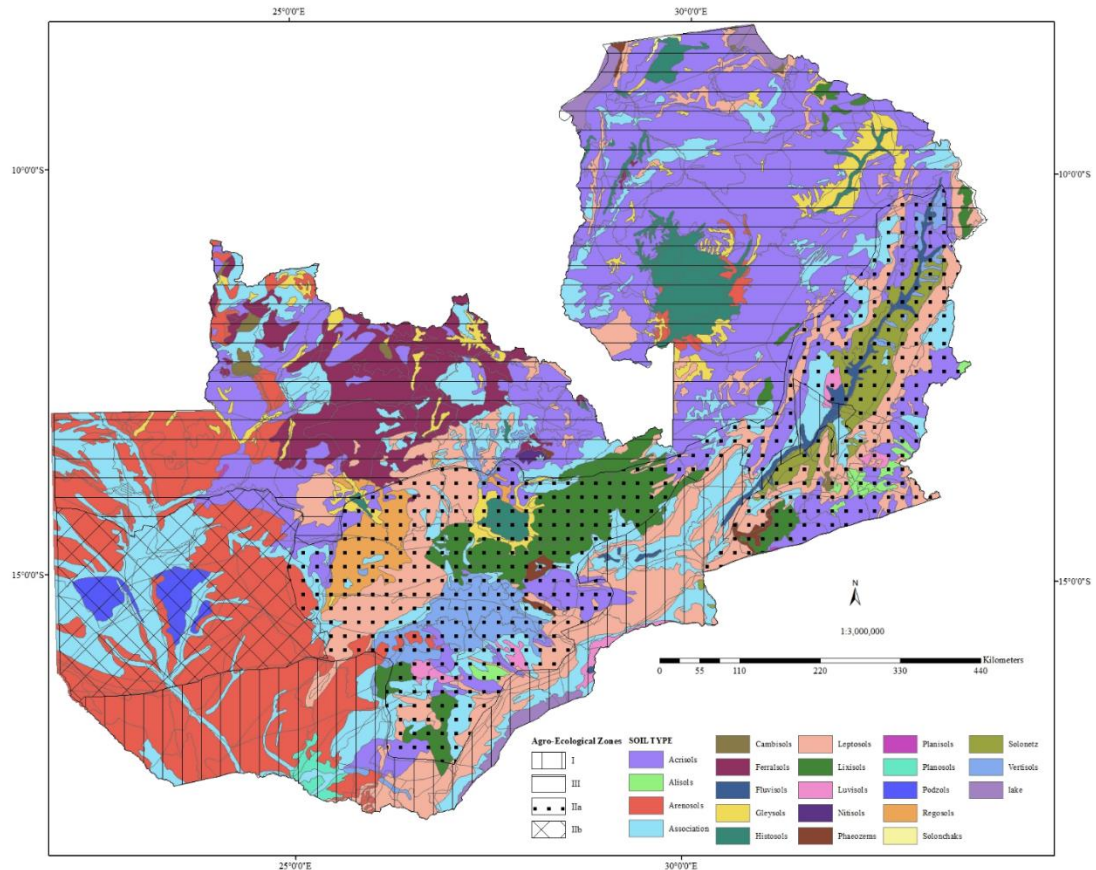 25°0'0"E 30°0'0"E
10°0'0"S 10°0'0"S
15°0'0"S 15°0'0"S
N
1:3,000,000
Kilometers
0 55 110 220 330 440
Agro-Ecological Zones
I
III
IIa
IIb
SOIL TYPE
Acrisols
Alisols
Arenosols
Association
Cambisols
Ferralsols
Fluvisols
Gleysols
Histosols
Leptosols
Lixisols
Luvisols
Nitisols
Phaeozems
Planisols
Planosols
Podzols
Regosols
Solonchaks
Solonetz
Vertisols
lake
25°0'0"E 30°0'0"E